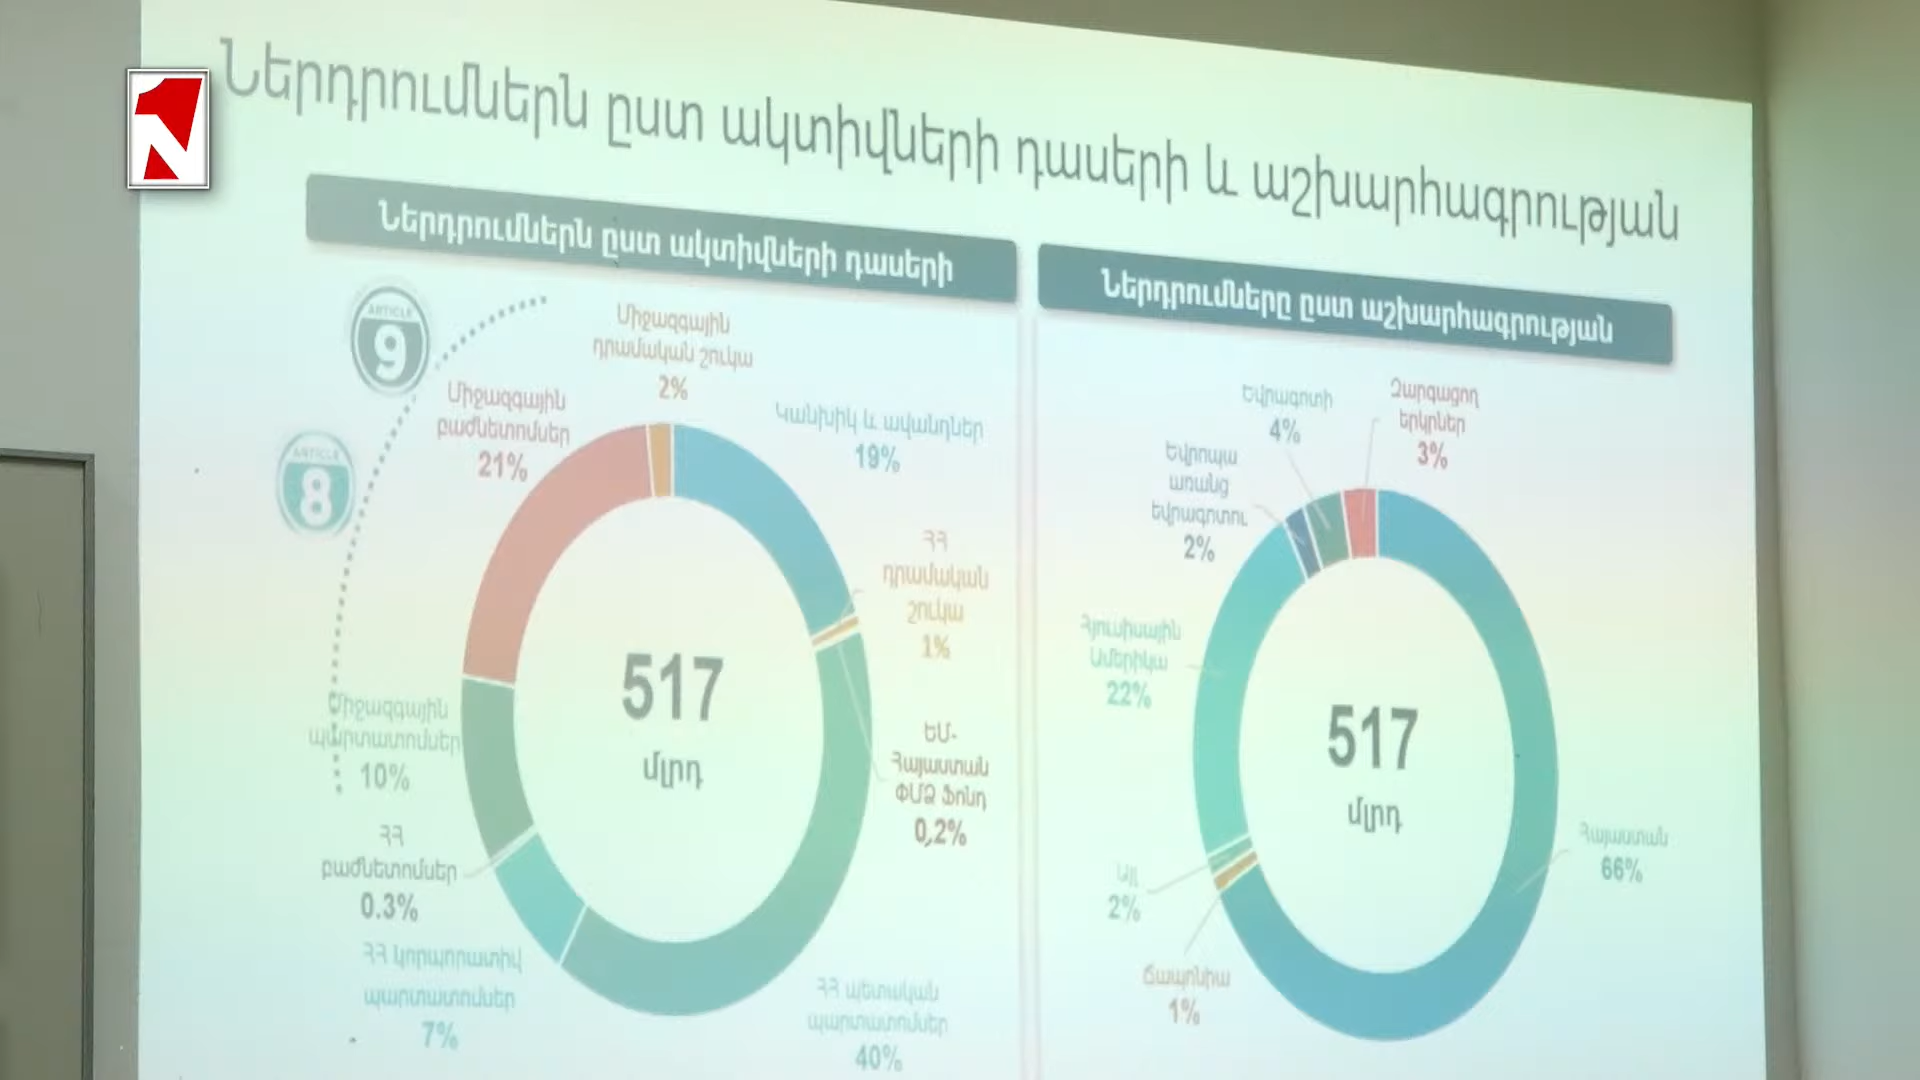 1N
Ներդրումներն ըստ ակտիվների դասերի և աշխարհագրության
Ներդրումներն ըստ ակտիվների դասերի
ARTICLE
9
ARTICLE
8
Միջազգային
դրամական շուկա
2%
Միջազգային
բաժնետոմսեր
21%
Կանխիկ և ավանդներ
19%
ՀՀ
դրամական
շուկա
1%
517
մլրդ
ԵՄ-
Հայաստան
ՓՄՁ Ֆոնդ
0,2%
Միջազգային
պարտատոմսեր
10%
ՀՀ
բաժնետոմսեր
0.3%
ՀՀ կորպորատիվ
պարտատոմսեր
7%
ՀՀ պետական
պարտատոմսեր
40%
Ներդրումները ըստ աշխարհագրության
Եվրագոտի
4%
Զարգացող
երկրներ
3%
Եվրոպա
առանց
եվրագոտու
2%
Հյուսիսային
Ամերիկա
22%
517
մլրդ
Հայաստան
66%
Այլ
2%
Ճապոնիա
1%